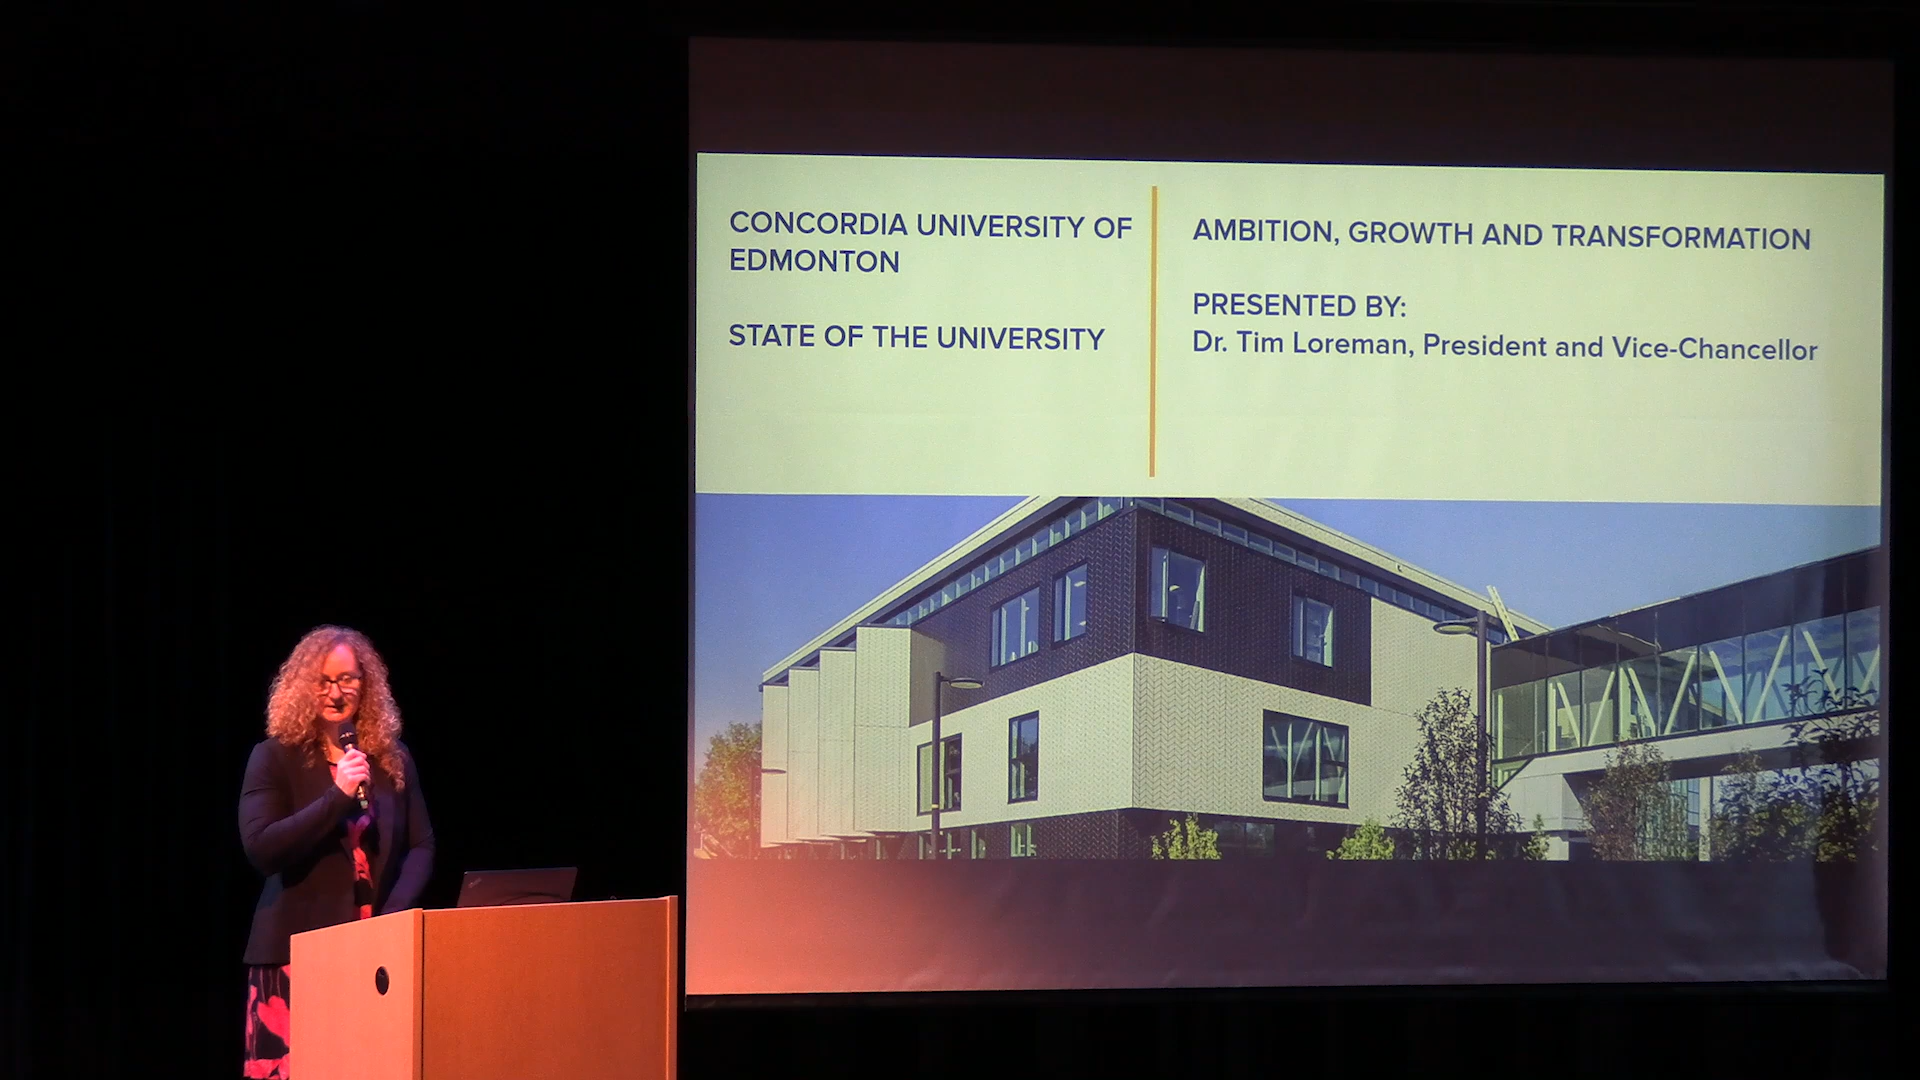 CONCORDIA UNIVERSITY OF
EDMONTON
STATE OF THE UNIVERSITY
AMBITION, GROWTH AND TRANSFORMATION
PRESENTED BY:
Dr. Tim Loreman, President and Vice-Chancellor